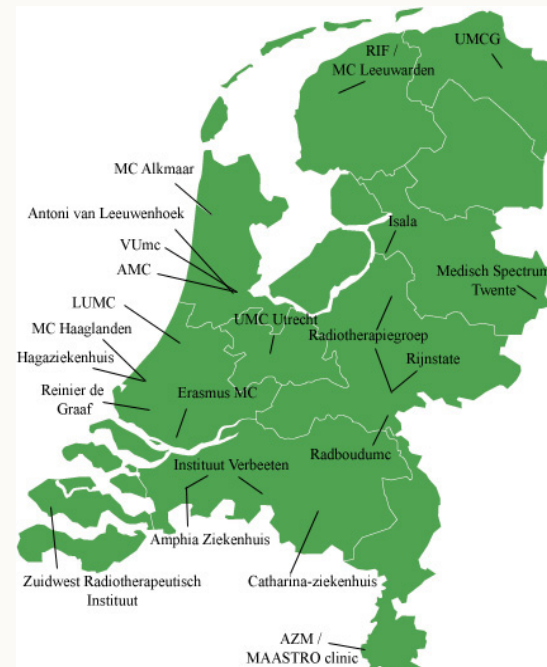 UMCG
RIF /
MC Leeuwarden
MC Alkmaar
Antoni van Leeuwenhoek
Isala
VUmc
AMC
Medisch Spectrum
Twente
LUMC
UMC Utrecht
MC Haaglanden
Radiotherapiegroep
Hagaziekenhuis
Rijnstate
Reinier de
Graaf
Erasmus MC
Radboudumc
Instituut Verbeeten
Amphia Ziekenhuis
Zuidwest Radiotherapeutisch
Instituut
Catharina-ziekenhuis
AZM /
MAASTRO clinic